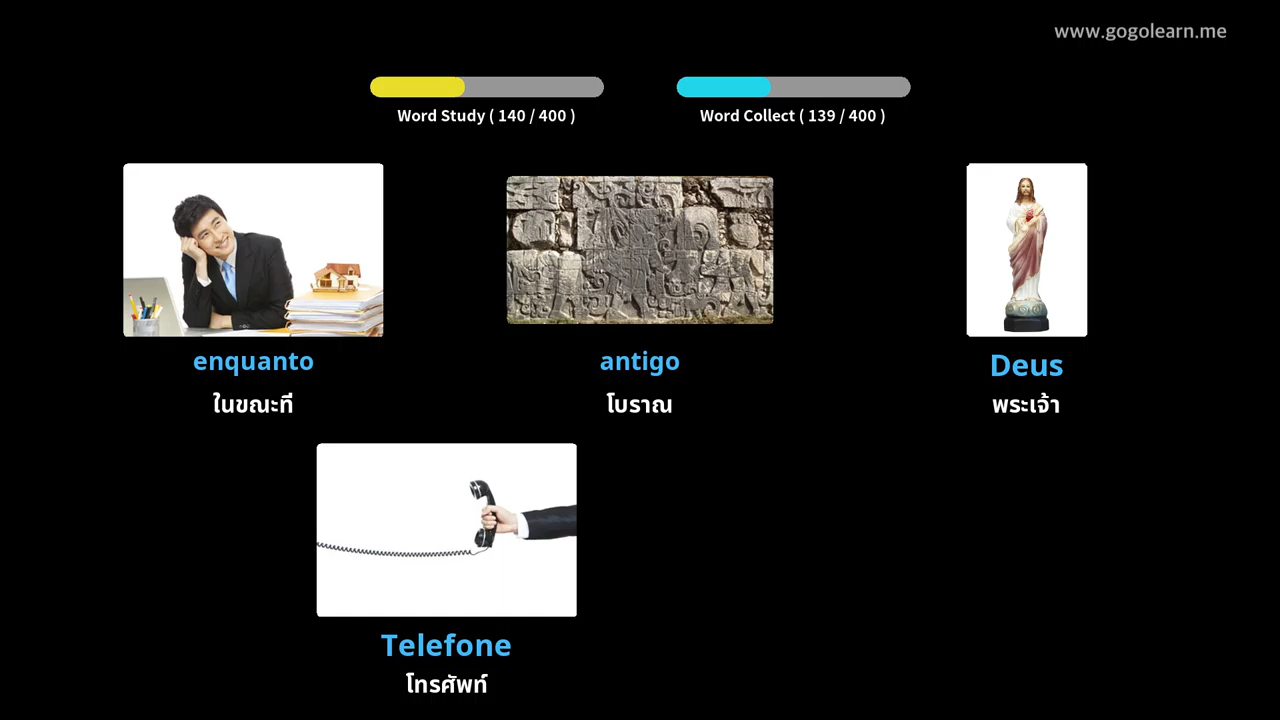 www.gogolearn.me
Word Study ( 140 / 400 )
Word Collect ( 139 / 400 )
enquanto
ในขณะที่
antigo
โบราณ
Deus
พระเจ้า
Telefone
โทรศัพท์